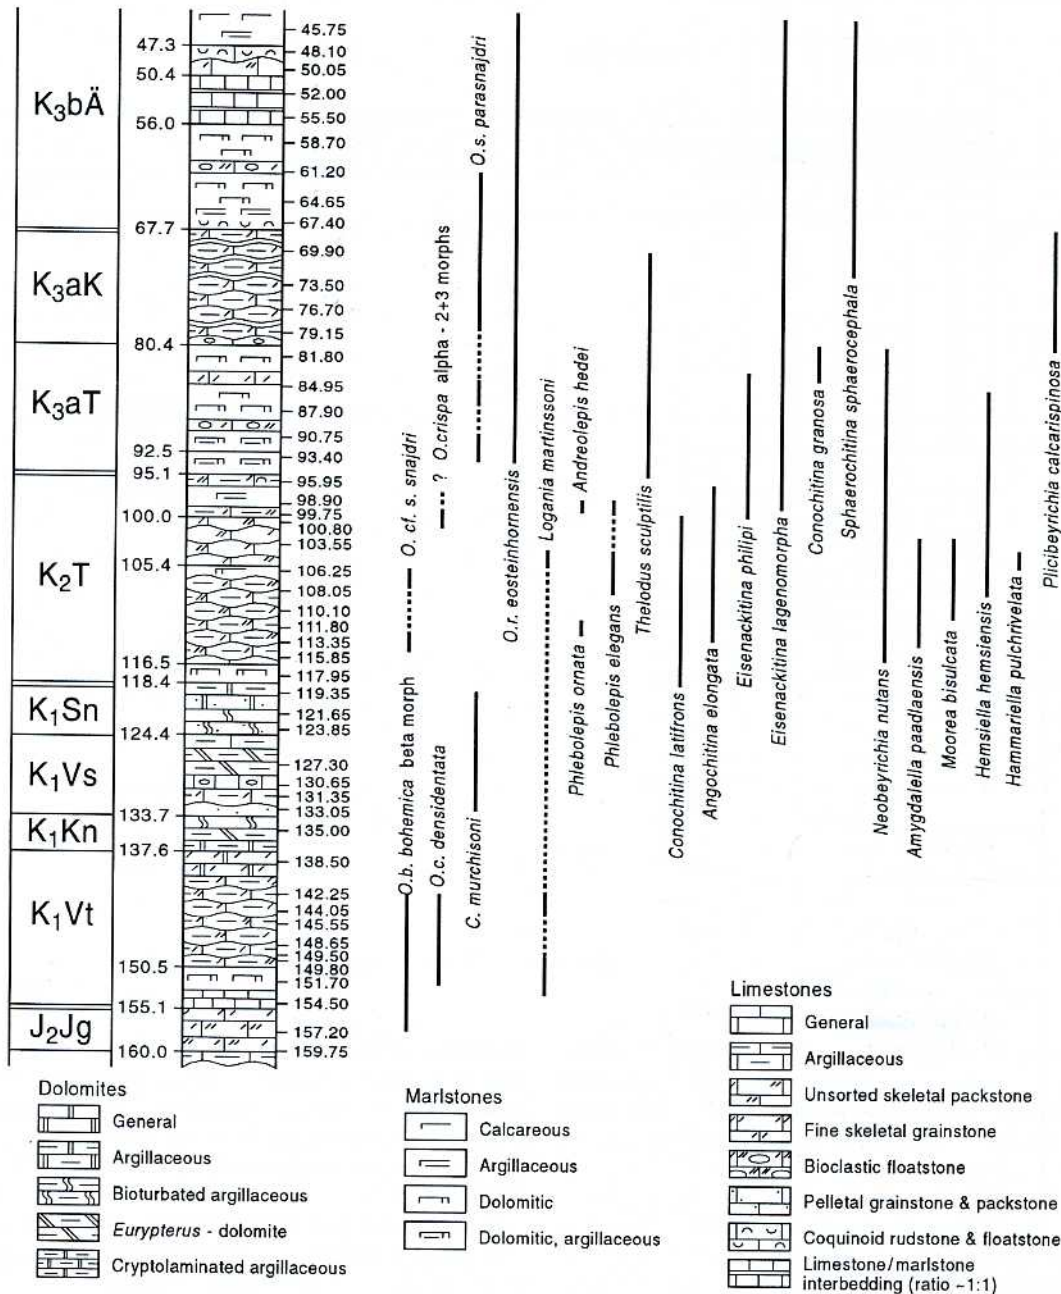 K3bÄ
K3aK
K3aT
K2T
K1Sn
K1Vs
K1Kn
K1Vt
J2Jg
47.3
50.4
56.0
67.7
80.4
92.5
95.1
100.0
105.4
116.5
118.4
124.4
133.7
137.6
150.5
155.1
160.0
45.75
48.10
50.05
52.00
55.50
58.70
61.20
64.65
67.40
69.90
73.50
76.70
79.15
81.80
84.95
87.90
90.75
93.40
95.95
98.90
99.75
100.80
103.55
106.25
108.05
110.10
111.80
113.35
115.85
117.95
119.35
121.65
123.85
127.30
130.65
131.35
133.05
135.00
138.50
142.25
144.05
145.55
148.65
149.50
149.80
151.70
154.50
157.20
159.75
O.b. bohemica beta morph
O. cf. s. snajdri
O.c. densidentata
? O.crispa alpha - 2+3 morphs
C. murchisoni
O.s. parasnajdri
O.r. eosteinhornensis
Logania martinssoni
Phlebolepis ornata
Andreolepis hedei
Phlebolepis elegans
Thelodus sculptilis
Conochitina latifrons
Angochitina elongata
Eisenackitina philipi
Eisenackitina lagenomorpha
Conochitina granosa
Sphaerochitina sphaerocephala
Neobeyrichia nutans
Amygdalella paadlaensis
Moorea bisulcata
Hemsiella hemsiensis
Hammariella pulchrivelata
Plicibeyrichia calcarispinosa
Dolomites
General
Argillaceous
Bioturbated argillaceous
Eurypterus - dolomite
Cryptolaminated argillaceous
Marlstones
Calcareous
Argillaceous
Dolomitic
Dolomitic, argillaceous
Limestones
General
Argillaceous
Unsorted skeletal packstone
Fine skeletal grainstone
Bioclastic floatstone
Pelletal grainstone & packstone
Coquinoid rudstone & floatstone
Limestone/marlstone
interbedding (ratio ~1:1)